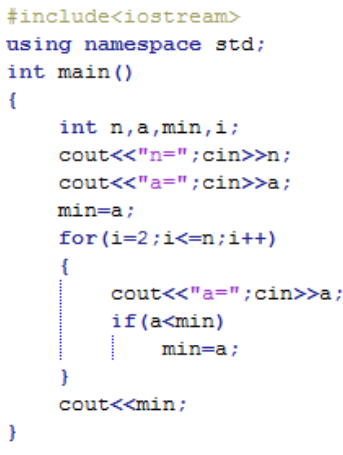 #include<iostream>
using namespace std;
int main()
{
    int n,a,min,i;
    cout<<"n=";cin>>n;
    cout<<"a=";cin>>a;
    min=a;
    for(i=2;i<=n;i++)
    {
        cout<<"a=";cin>>a;
        if(a<min)
            min=a;
    }
    cout<<min;
}